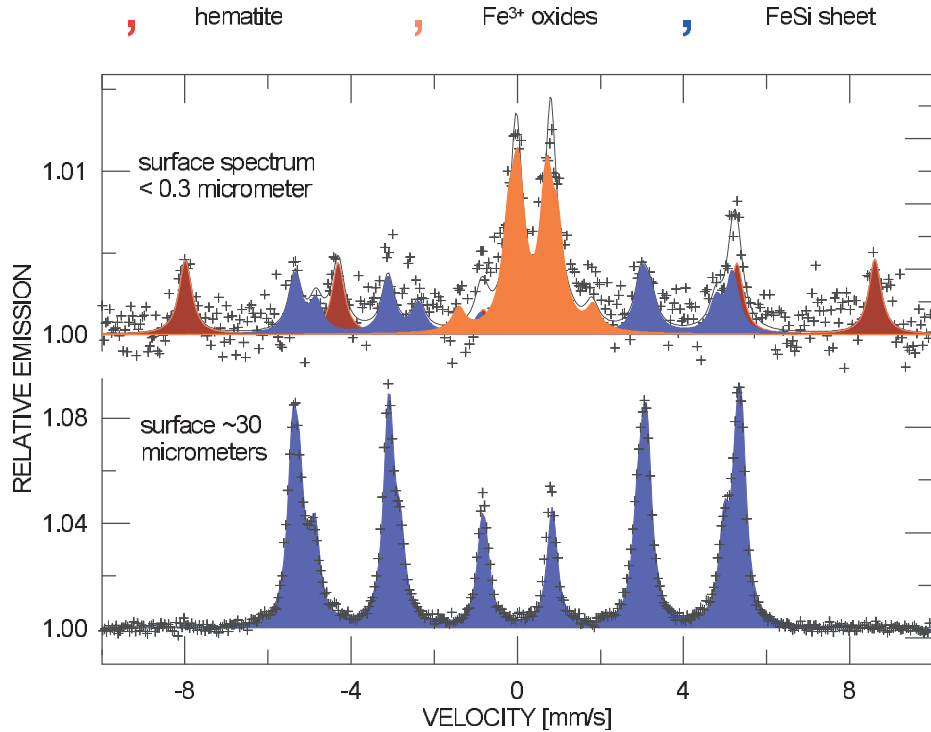 , hematite , Fe³⁺ oxides , FeSi sheet
surface spectrum
< 0.3 micrometer
1.01
1.00
surface ~30
micrometers
1.08
1.04
1.00
RELATIVE EMISSION
-8 -4 0 4 8
VELOCITY [mm/s]